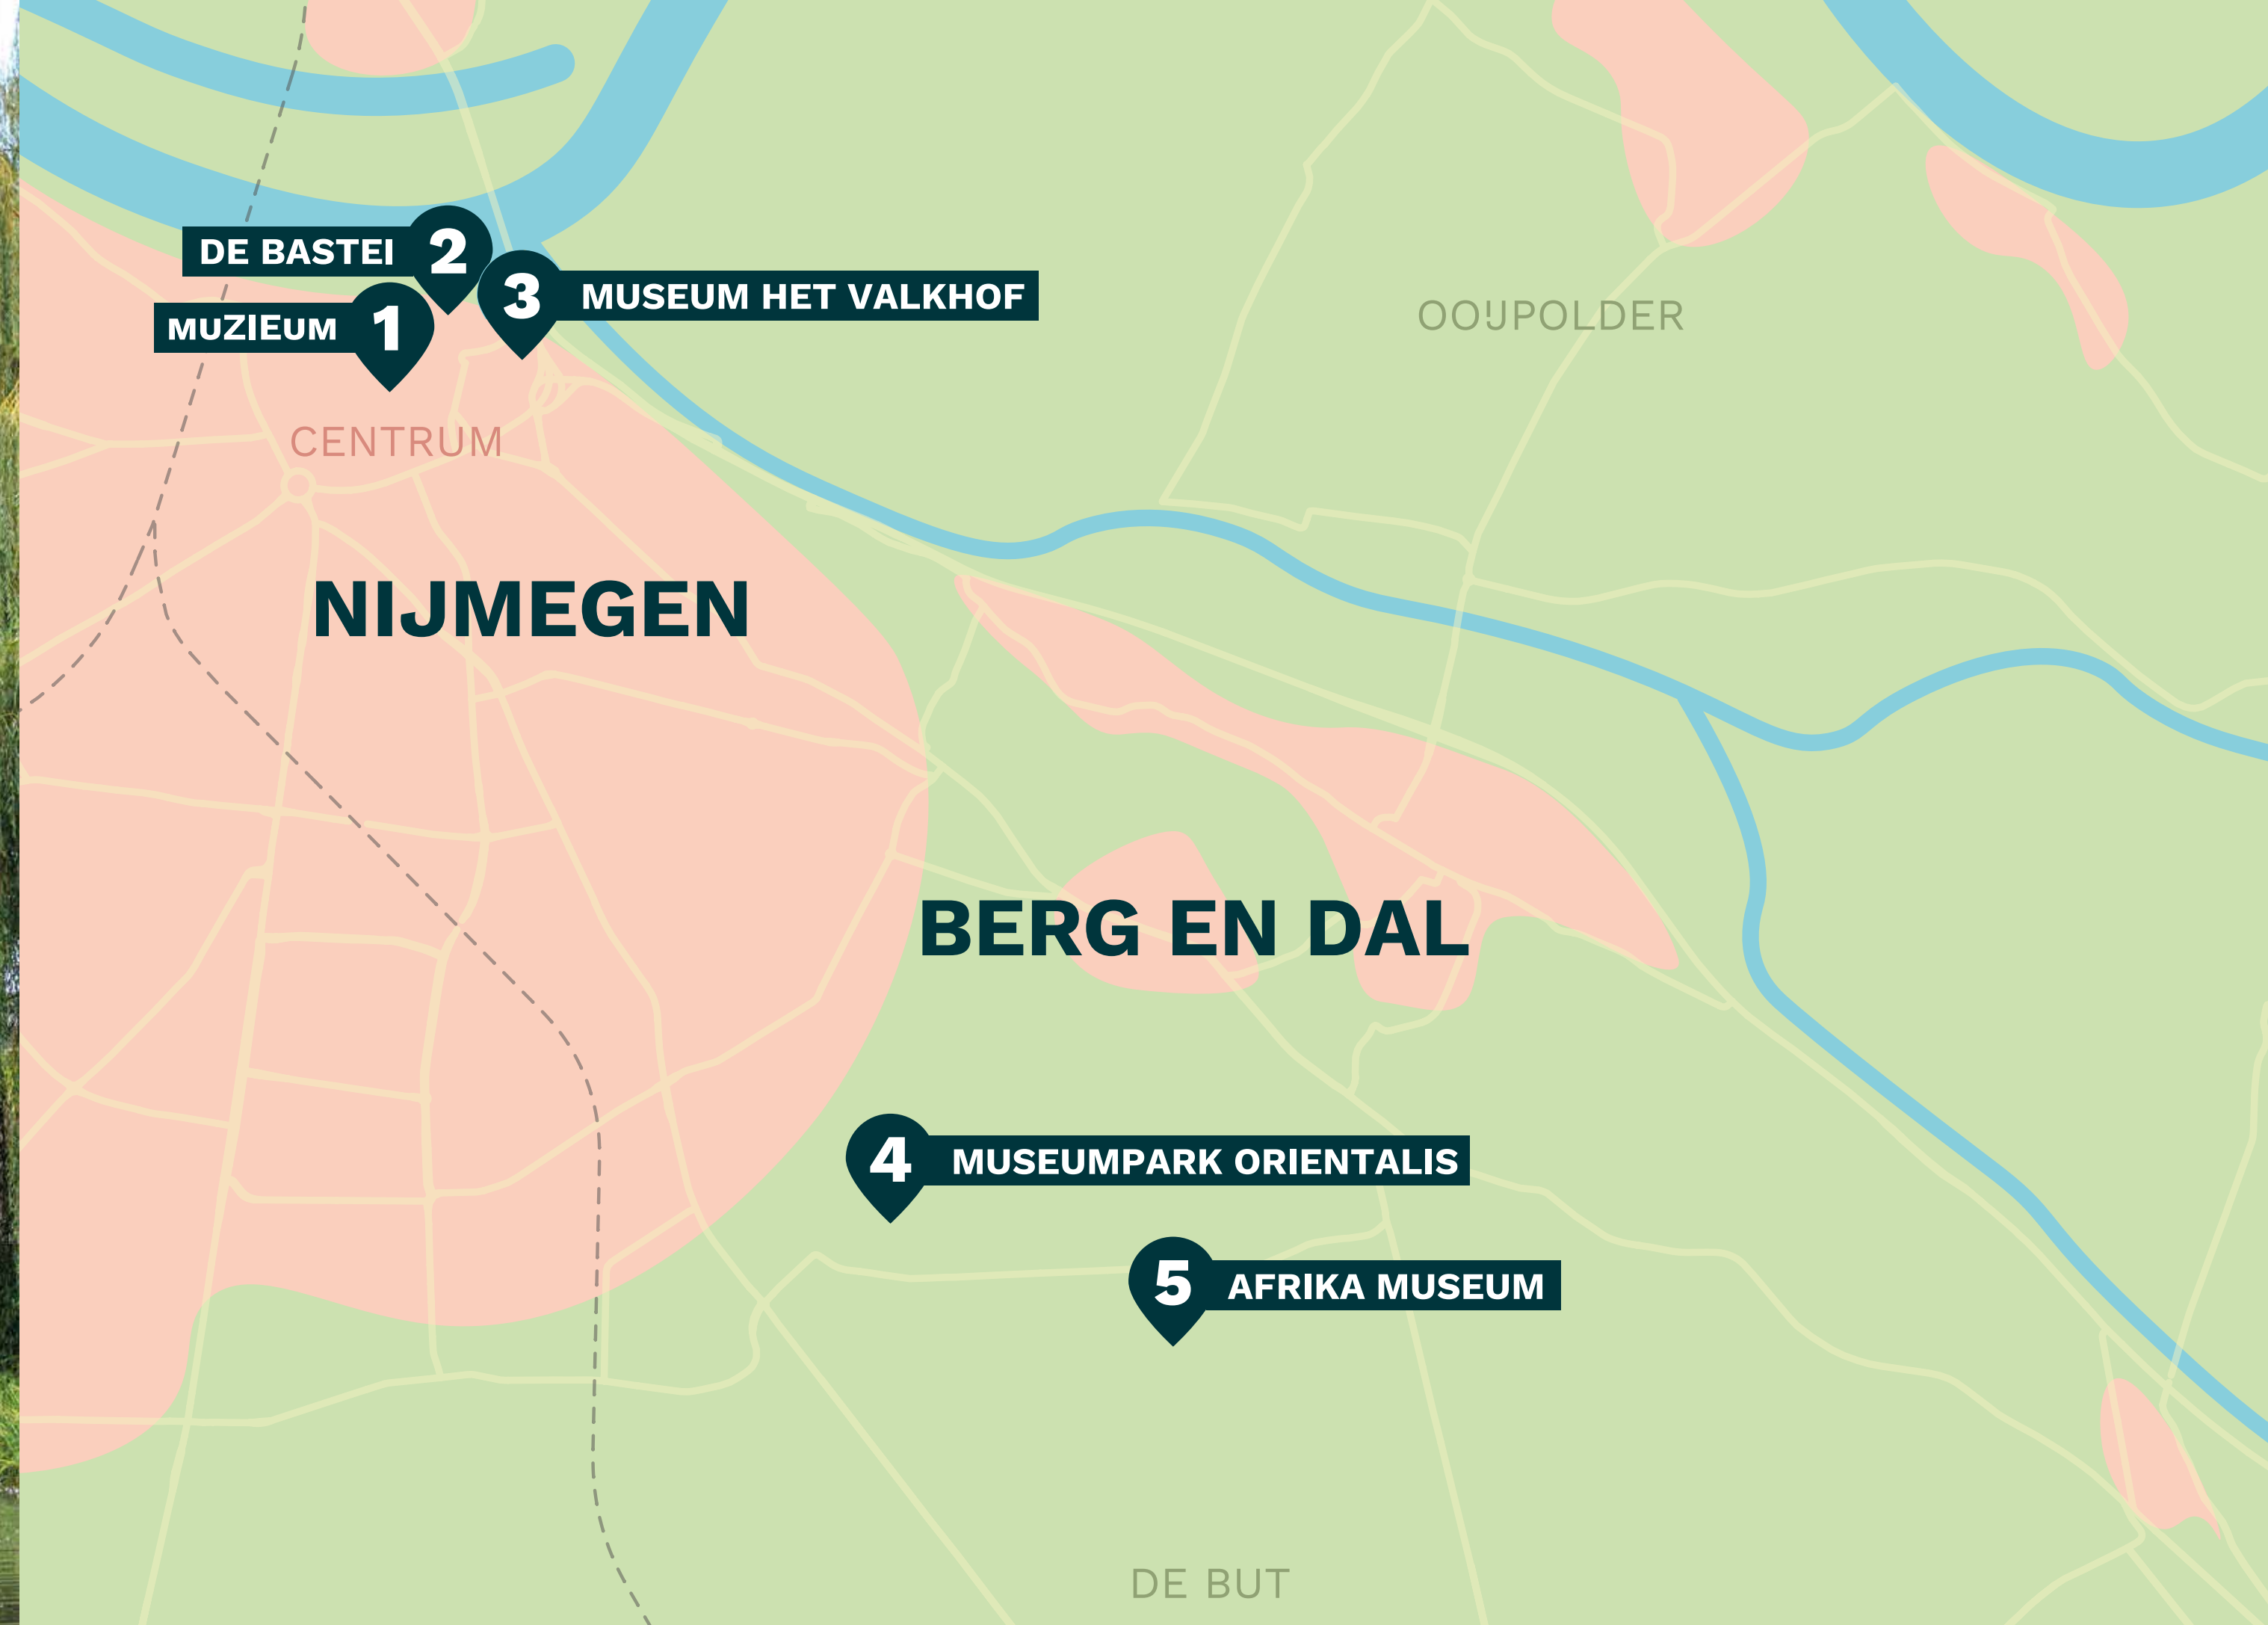 DE BASTEI 2
3 MUSEUM HET VALKHOF
MUZIEUM 1
OOIJPOLDER
CENTRUM
NIJMEGEN
BERG EN DAL
4 MUSEUMPARK ORIENTALIS
5 AFRIKA MUSEUM
DE BUT